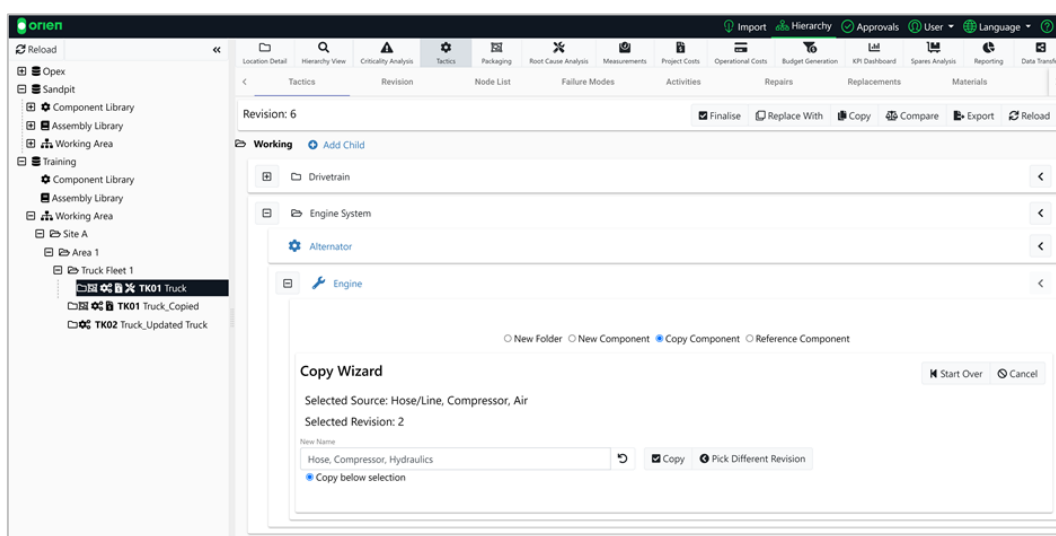 orien
Import Hierarchy Approvals User Language
Reload
Opex
Sandpit
Component Library
Assembly Library
Working Area
Training
Component Library
Assembly Library
Working Area
Site A
Area 1
Truck Fleet 1
TK01 Truck
TK01 Truck_Copied
TK02 Truck_Updated Truck
Location Detail Hierarchy View Criticality Analysis Tactics Packaging Root Cause Analysis Measurements Project Costs Operational Costs Budget Generation KPI Dashboard Spares Analysis Reporting Data Transfe
Tactics Revision Node List Failure Modes Activities Repairs Replacements Materials
Revision: 6
Finalise Replace With Copy Compare Export Reload
Working Add Child
Drivetrain
Engine System
Alternator
Engine
New Folder New Component Copy Component Reference Component
Copy Wizard
Start Over Cancel
Selected Source: Hose/Line, Compressor, Air
Selected Revision: 2
New Name
Hose, Compressor, Hydraulics
Copy Pick Different Revision
Copy below selection